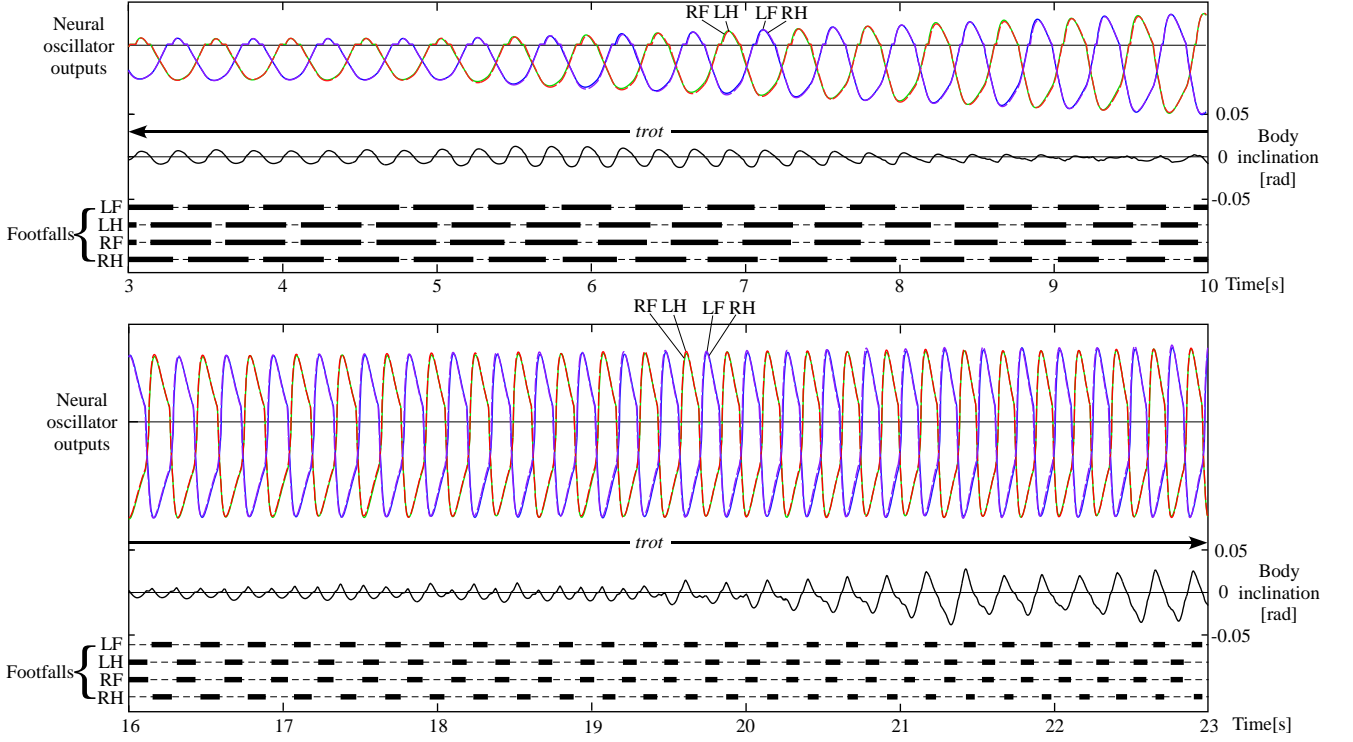 RF LH LF RH
Neural
oscillator
outputs
0.05
trot
Body
0 inclination
[rad]
-0.05
LF
LH
Footfalls {
RF
RH
3 4 5 6 7 8 9 10 Time[s]
RF LH LF RH
Neural
oscillator
outputs
trot
0.05
Body
0 inclination
[rad]
-0.05
LF
LH
Footfalls {
RF
RH
16 17 18 19 20 21 22 23 Time[s]